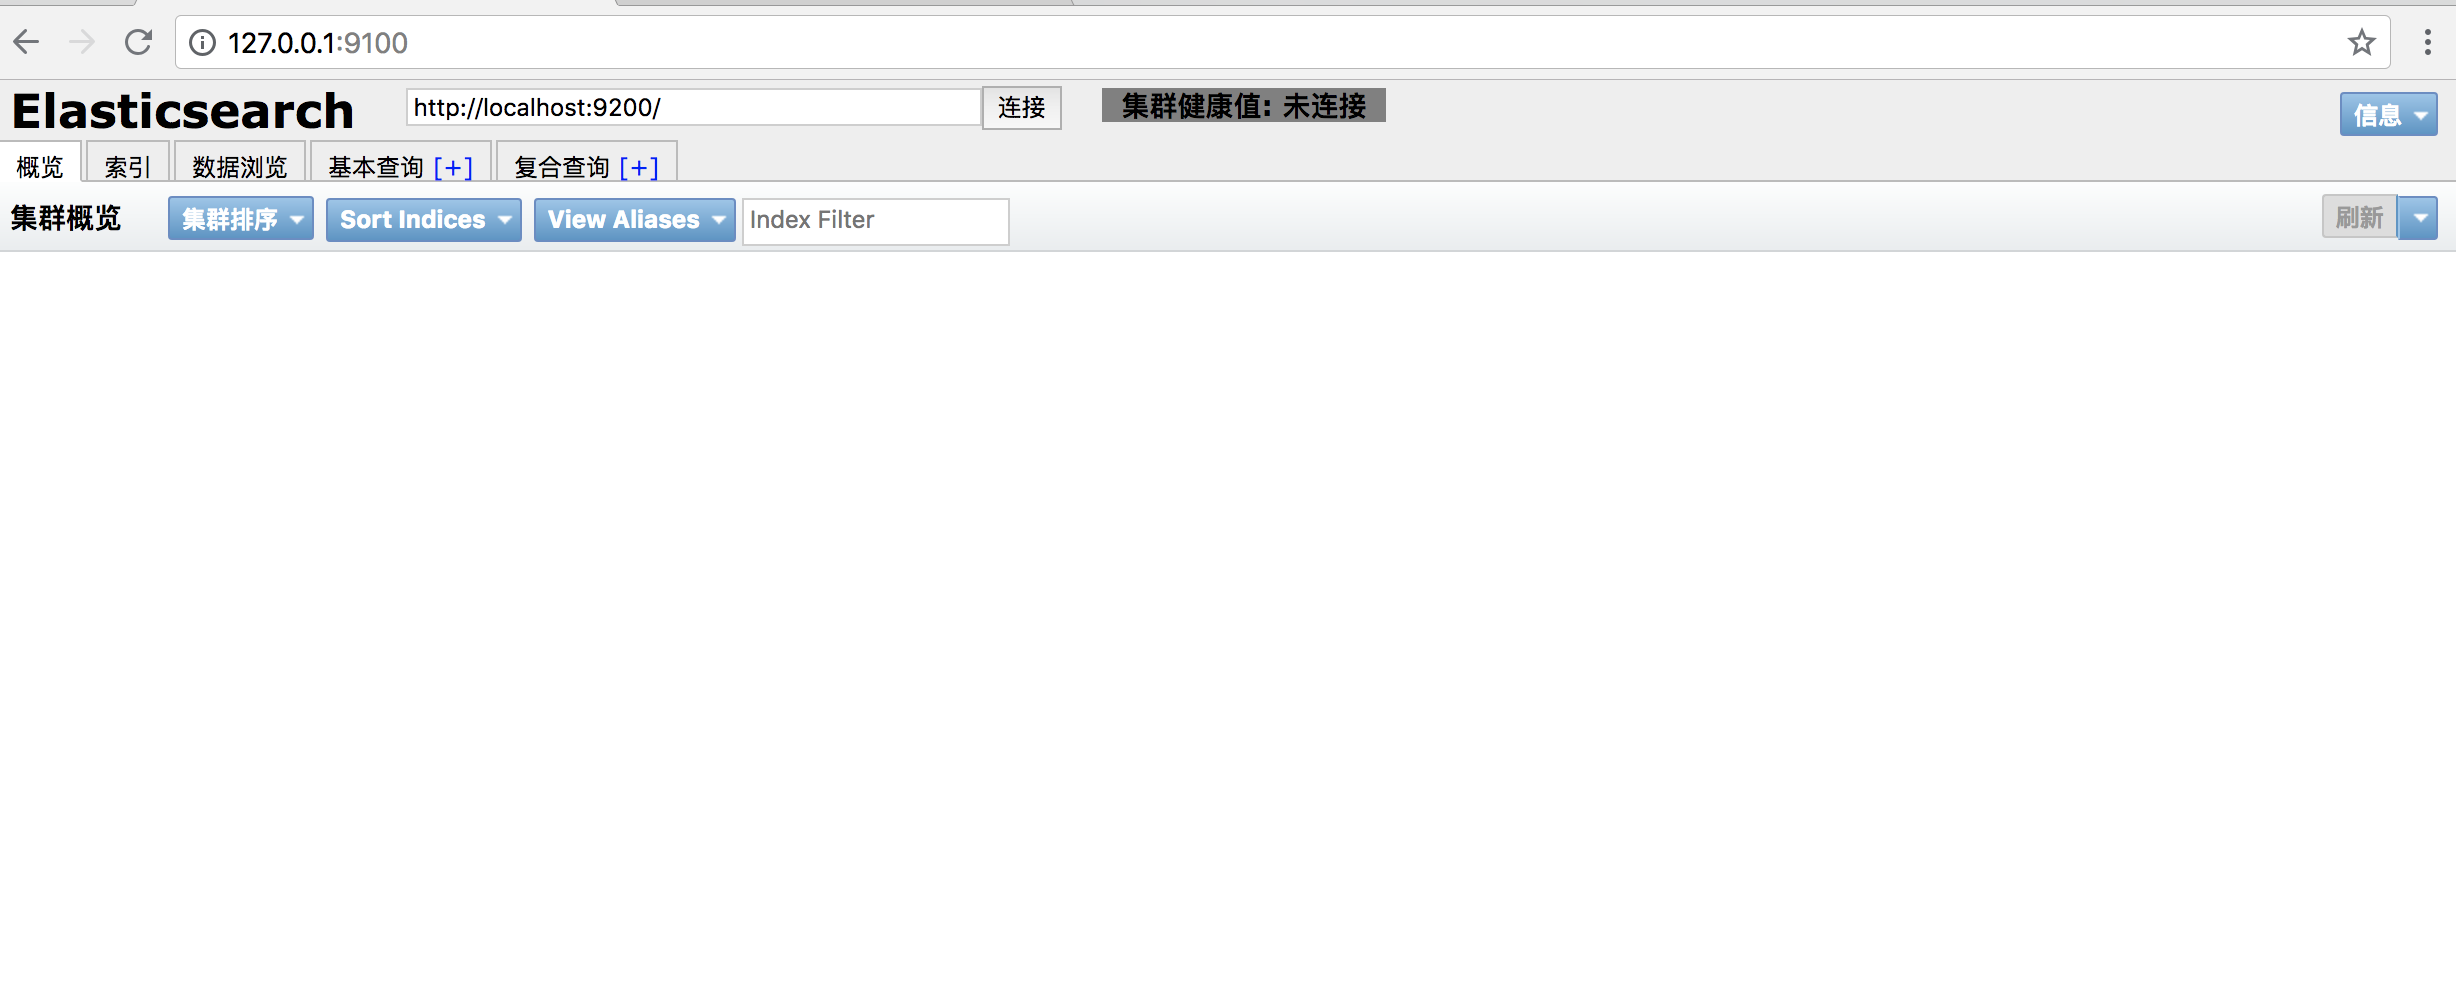 127.0.0.1:9100
Elasticsearch http://localhost:9200/ 连接 集群健康值: 未连接 信息
概览 索引 数据浏览 基本查询 [+] 复合查询 [+]
集群概览 集群排序 Sort Indices View Aliases Index Filter 刷新